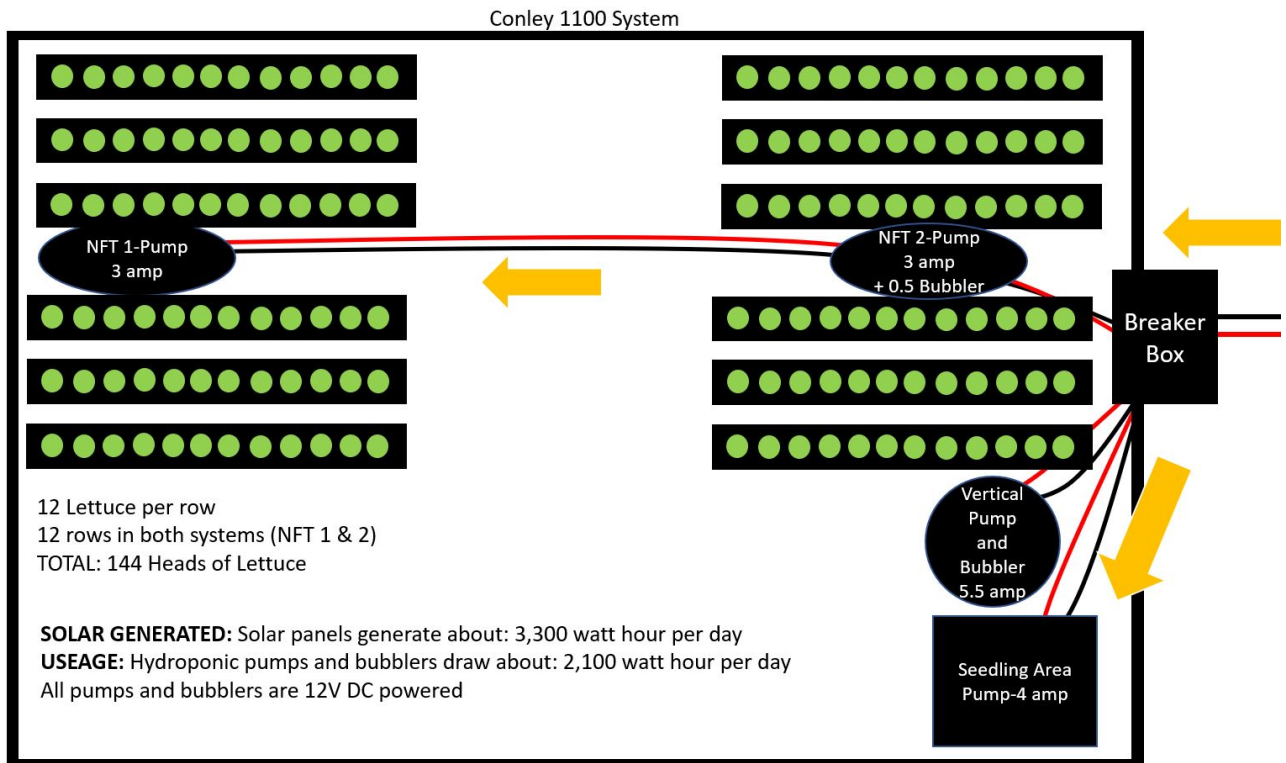 Conley 1100 System
NFT 1-Pump
3 amp
NFT 2-Pump
3 amp
+ 0.5 Bubbler
Breaker
Box
12 Lettuce per row
12 rows in both systems (NFT 1 & 2)
TOTAL: 144 Heads of Lettuce
Vertical
Pump
and
Bubbler
5.5 amp
SOLAR GENERATED: Solar panels generate about: 3,300 watt hour per day
USEAGE: Hydroponic pumps and bubblers draw about: 2,100 watt hour per day
All pumps and bubblers are 12V DC powered
Seedling Area
Pump-4 amp